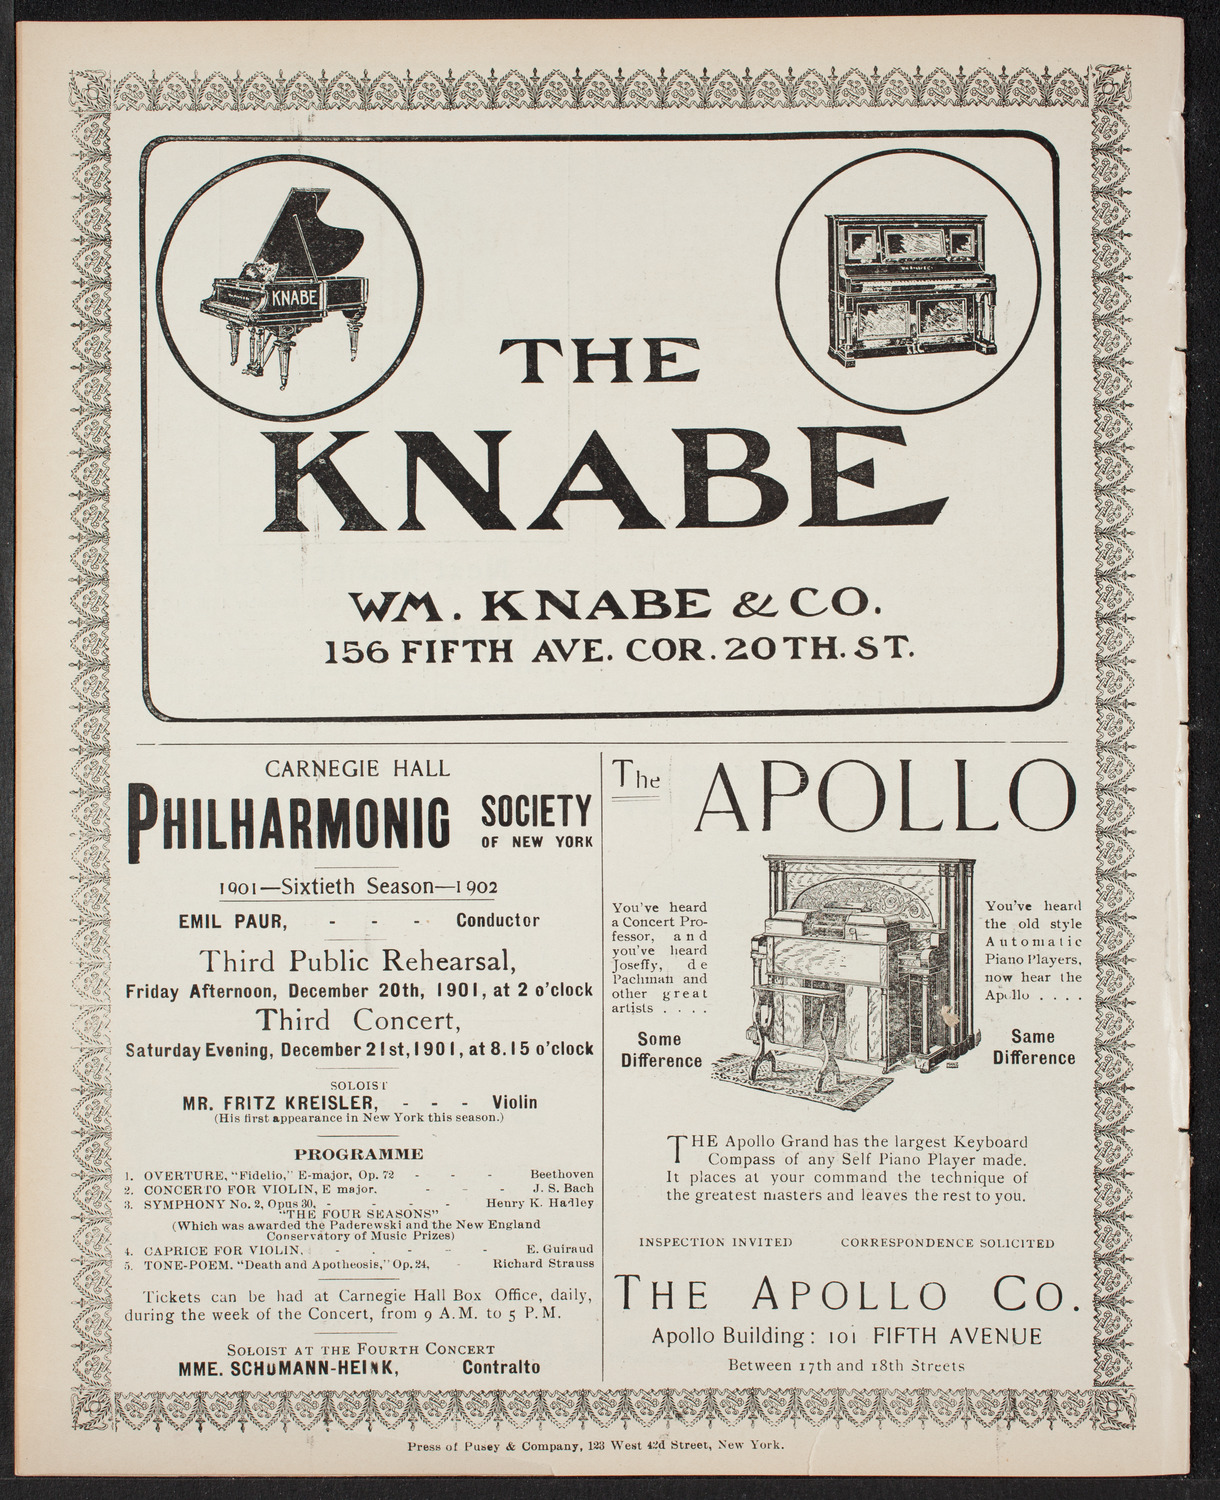 KNABE
THE
KNABE
WM. KNABE & CO.
156 FIFTH AVE. COR. 20TH. ST.
CARNEGIE HALL
PHILHARMONIC SOCIETY
OF NEW YORK
1901—Sixtieth Season—1902
EMIL PAUR, - - - Conductor
Third Public Rehearsal,
Friday Afternoon, December 20th, 1901, at 2 o'clock
Third Concert,
Saturday Evening, December 21st, 1901, at 8.15 o'clock
SOLOIST
MR. FRITZ KREISLER, - - - Violin
(His first appearance in New York this season.)
PROGRAMME
1. OVERTURE, "Fidelio," E-major, Op. 72 - - Beethoven
2. CONCERTO FOR VIOLIN, E major. - - - J. S. Bach
3. SYMPHONY No. 2, Opus 30, - - - - - Henry K. Hadley
"THE FOUR SEASONS"
(Which was awarded the Paderewski and the New England
Conservatory of Music Prizes)
4. CAPRICE FOR VIOLIN, - . - - - E. Guiraud
5. TONE-POEM. "Death and Apotheosis," Op. 24, - Richard Strauss
Tickets can be had at Carnegie Hall Box Office, daily,
during the week of the Concert, from 9 A.M. to 5 P.M.
SOLOIST AT THE FOURTH CONCERT
MME. SCHUMANN-HEINK, Contralto
The APOLLO
You've heard
a Concert Pro-
fessor, and
you've heard
Joseffy, de
Pachman and
other great
artists . . . .
Some
Difference
You've heard
the old style
Automatic
Piano Players,
now hear the
Apollo . . . .
Same
Difference
THE Apollo Grand has the largest Keyboard
Compass of any Self Piano Player made.
It places at your command the technique of
the greatest masters and leaves the rest to you.
INSPECTION INVITED CORRESPONDENCE SOLICITED
THE APOLLO CO.
Apollo Building: 101 FIFTH AVENUE
Between 17th and 18th Streets
Press of Pusey & Company, 123 West 42d Street, New York.